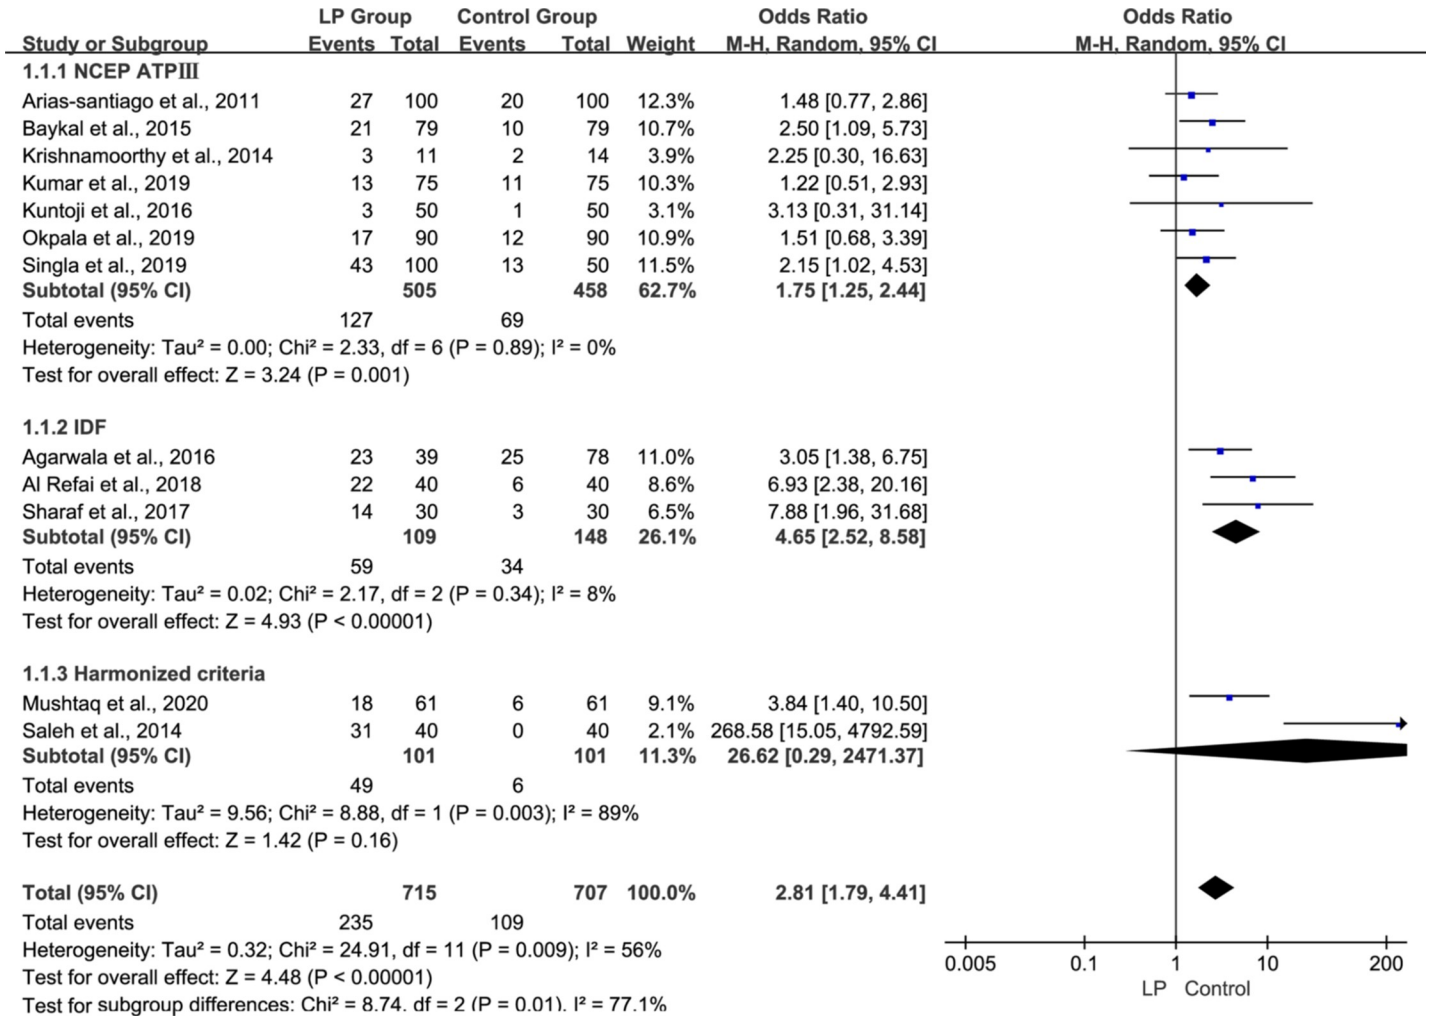 LP Group Control Group Odds Ratio Odds Ratio
Study or Subgroup Events Total Events Total Weight M-H, Random, 95% CI M-H, Random, 95% CI
1.1.1 NCEP ATPIII
Arias-santiago et al., 2011 27 100 20 100 12.3% 1.48 [0.77, 2.86]
Baykal et al., 2015 21 79 10 79 10.7% 2.50 [1.09, 5.73]
Krishnamoorthy et al., 2014 3 11 2 14 3.9% 2.25 [0.30, 16.63]
Kumar et al., 2019 13 75 11 75 10.3% 1.22 [0.51, 2.93]
Kuntoji et al., 2016 3 50 1 50 3.1% 3.13 [0.31, 31.14]
Okpala et al., 2019 17 90 12 90 10.9% 1.51 [0.68, 3.39]
Singla et al., 2019 43 100 13 50 11.5% 2.15 [1.02, 4.53]
Subtotal (95% CI) 505 458 62.7% 1.75 [1.25, 2.44]
Total events 127 69
Heterogeneity: Tau² = 0.00; Chi² = 2.33, df = 6 (P = 0.89); I² = 0%
Test for overall effect: Z = 3.24 (P = 0.001)
1.1.2 IDF
Agarwala et al., 2016 23 39 25 78 11.0% 3.05 [1.38, 6.75]
Al Refai et al., 2018 22 40 6 40 8.6% 6.93 [2.38, 20.16]
Sharaf et al., 2017 14 30 3 30 6.5% 7.88 [1.96, 31.68]
Subtotal (95% CI) 109 148 26.1% 4.65 [2.52, 8.58]
Total events 59 34
Heterogeneity: Tau² = 0.02; Chi² = 2.17, df = 2 (P = 0.34); I² = 8%
Test for overall effect: Z = 4.93 (P < 0.00001)
1.1.3 Harmonized criteria
Mushtaq et al., 2020 18 61 6 61 9.1% 3.84 [1.40, 10.50]
Saleh et al., 2014 31 40 0 40 2.1% 268.58 [15.05, 4792.59]
Subtotal (95% CI) 101 101 11.3% 26.62 [0.29, 2471.37]
Total events 49 6
Heterogeneity: Tau² = 9.56; Chi² = 8.88, df = 1 (P = 0.003); I² = 89%
Test for overall effect: Z = 1.42 (P = 0.16)
Total (95% CI) 715 707 100.0% 2.81 [1.79, 4.41]
Total events 235 109
Heterogeneity: Tau² = 0.32; Chi² = 24.91, df = 11 (P = 0.009); I² = 56%
Test for overall effect: Z = 4.48 (P < 0.00001)
Test for subgroup differences: Chi² = 8.74. df = 2 (P = 0.01). I² = 77.1%
0.005 0.1 1 10 200
LP Control